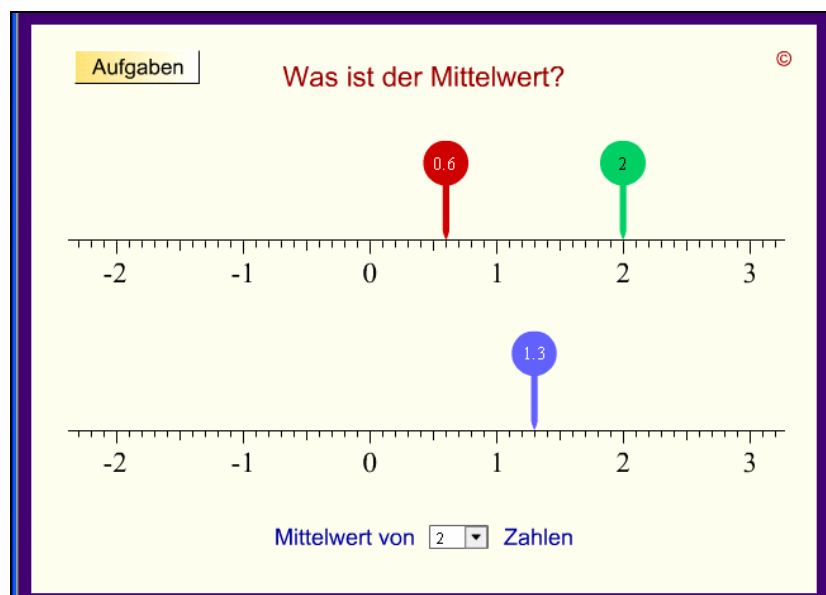 Aufgaben
Was ist der Mittelwert?
©
0.6 2
-2 -1 0 1 2 3
1.3
-2 -1 0 1 2 3
Mittelwert von 2 Zahlen